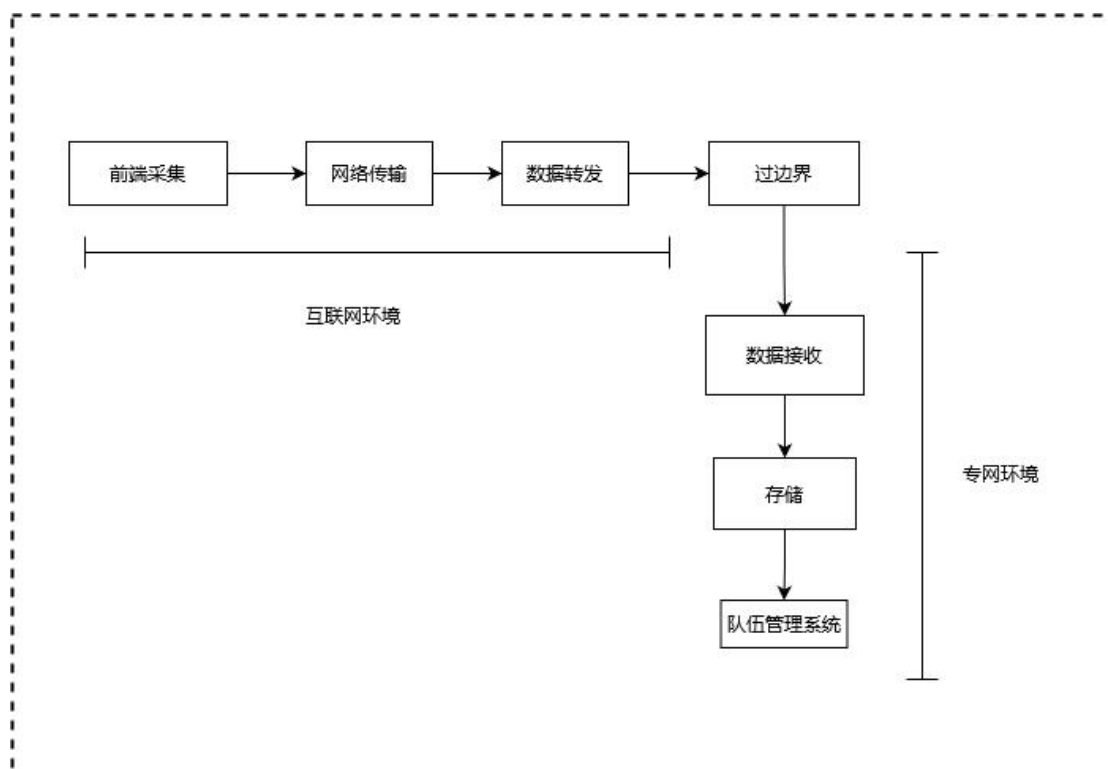 前端采集
网络传输
数据转发
过边界
互联网环境
数据接收
专网环境
存储
队伍管理系统